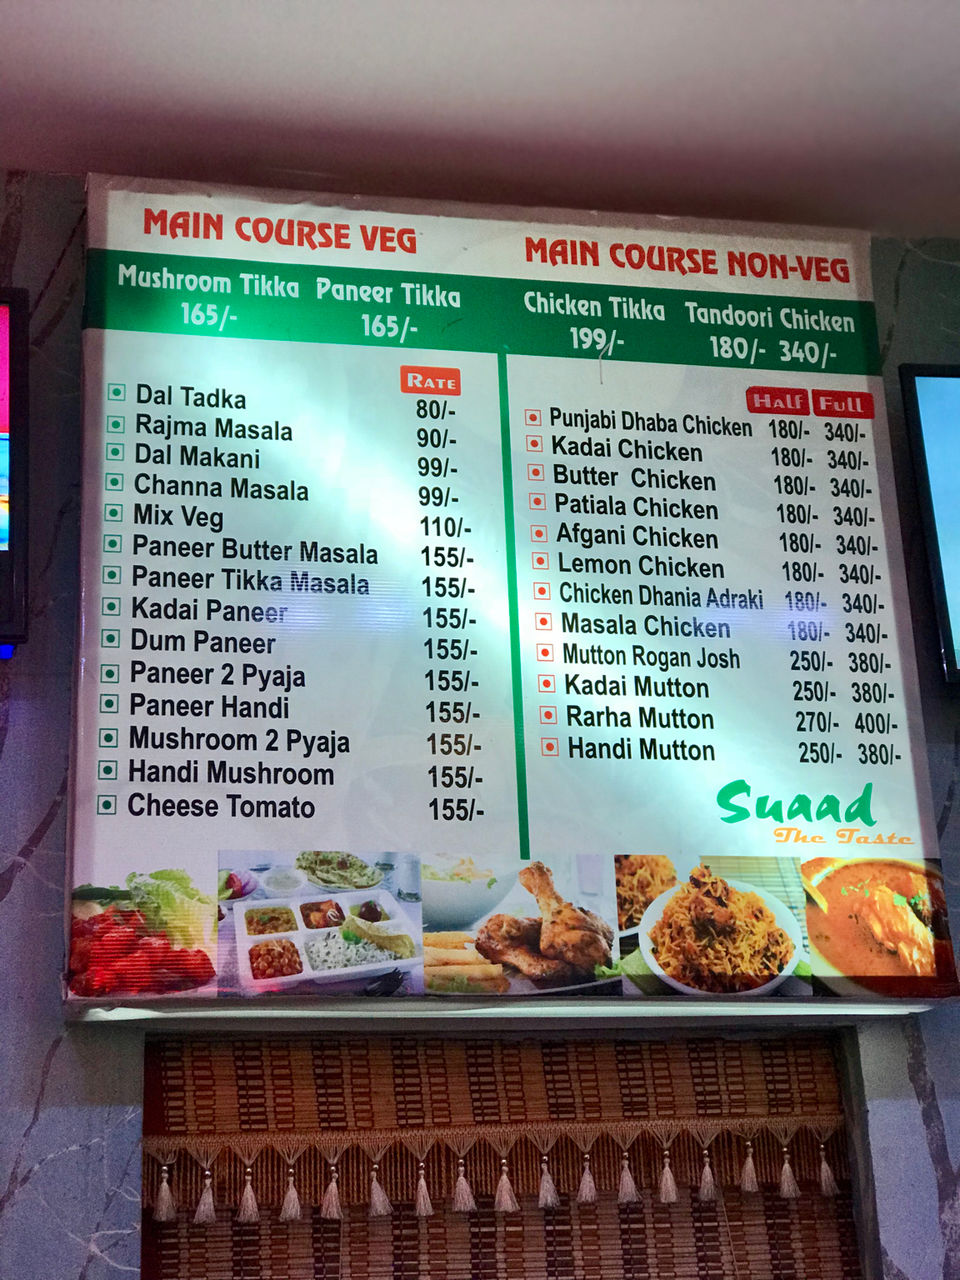 MAIN COURSE VEG
Mushroom Tikka Paneer Tikka
165/- 165/-
RATE
Dal Tadka 80/-
Rajma Masala 90/-
Dal Makani 99/-
Channa Masala 99/-
Mix Veg 110/-
Paneer Butter Masala 155/-
Paneer Tikka Masala 155/-
Kadai Paneer 155/-
Dum Paneer 155/-
Paneer 2 Pyaja 155/-
Paneer Handi 155/-
Mushroom 2 Pyaja 155/-
Handi Mushroom 155/-
Cheese Tomato 155/-
MAIN COURSE NON-VEG
Chicken Tikka Tandoori Chicken
199/- 180/- 340/-
Half Full
Punjabi Dhaba Chicken 180/- 340/-
Kadai Chicken 180/- 340/-
Butter Chicken 180/- 340/-
Patiala Chicken 180/- 340/-
Afgani Chicken 180/- 340/-
Lemon Chicken 180/- 340/-
Chicken Dhania Adraki 180/- 340/-
Masala Chicken 180/- 340/-
Mutton Rogan Josh 250/- 380/-
Kadai Mutton 250/- 380/-
Rarha Mutton 270/- 400/-
Handi Mutton 250/- 380/-
Suaad
The Taste